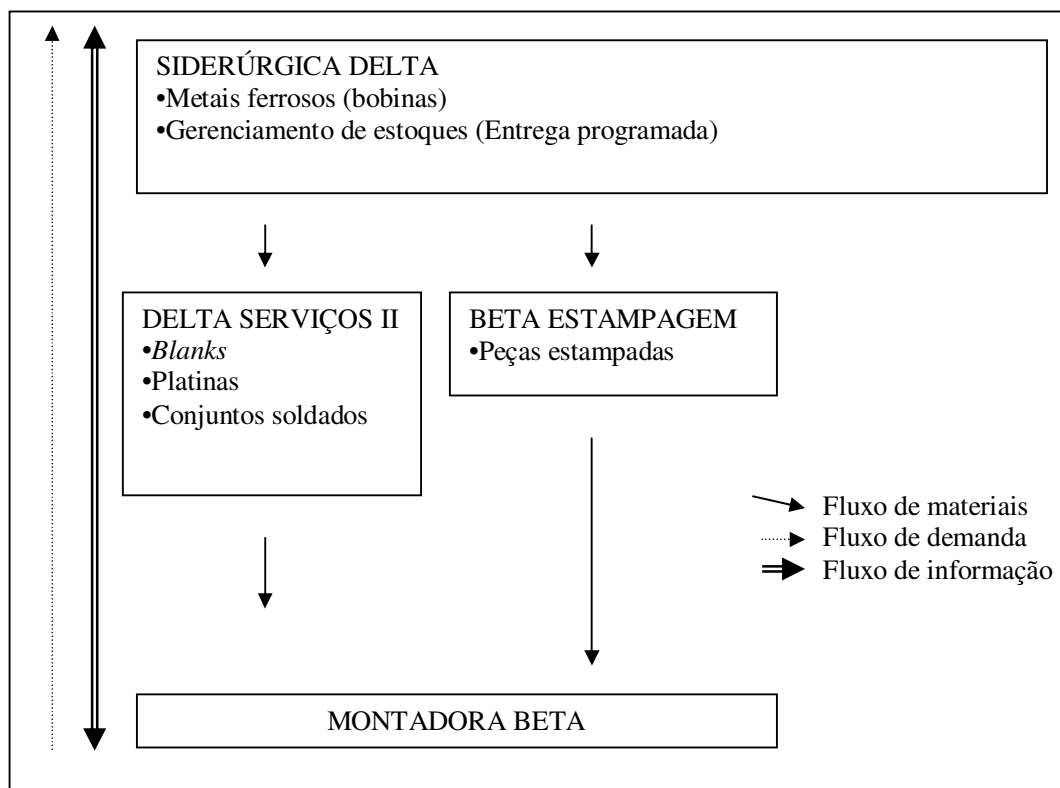 SIDERÚRGICA DELTA
•Metais ferrosos (bobinas)
•Gerenciamento de estoques (Entrega programada)
DELTA SERVIÇOS II
•Blanks
•Platinas
•Conjuntos soldados
BETA ESTAMPAGEM
•Peças estampadas
Fluxo de materiais
Fluxo de demanda
Fluxo de informação
MONTADORA BETA